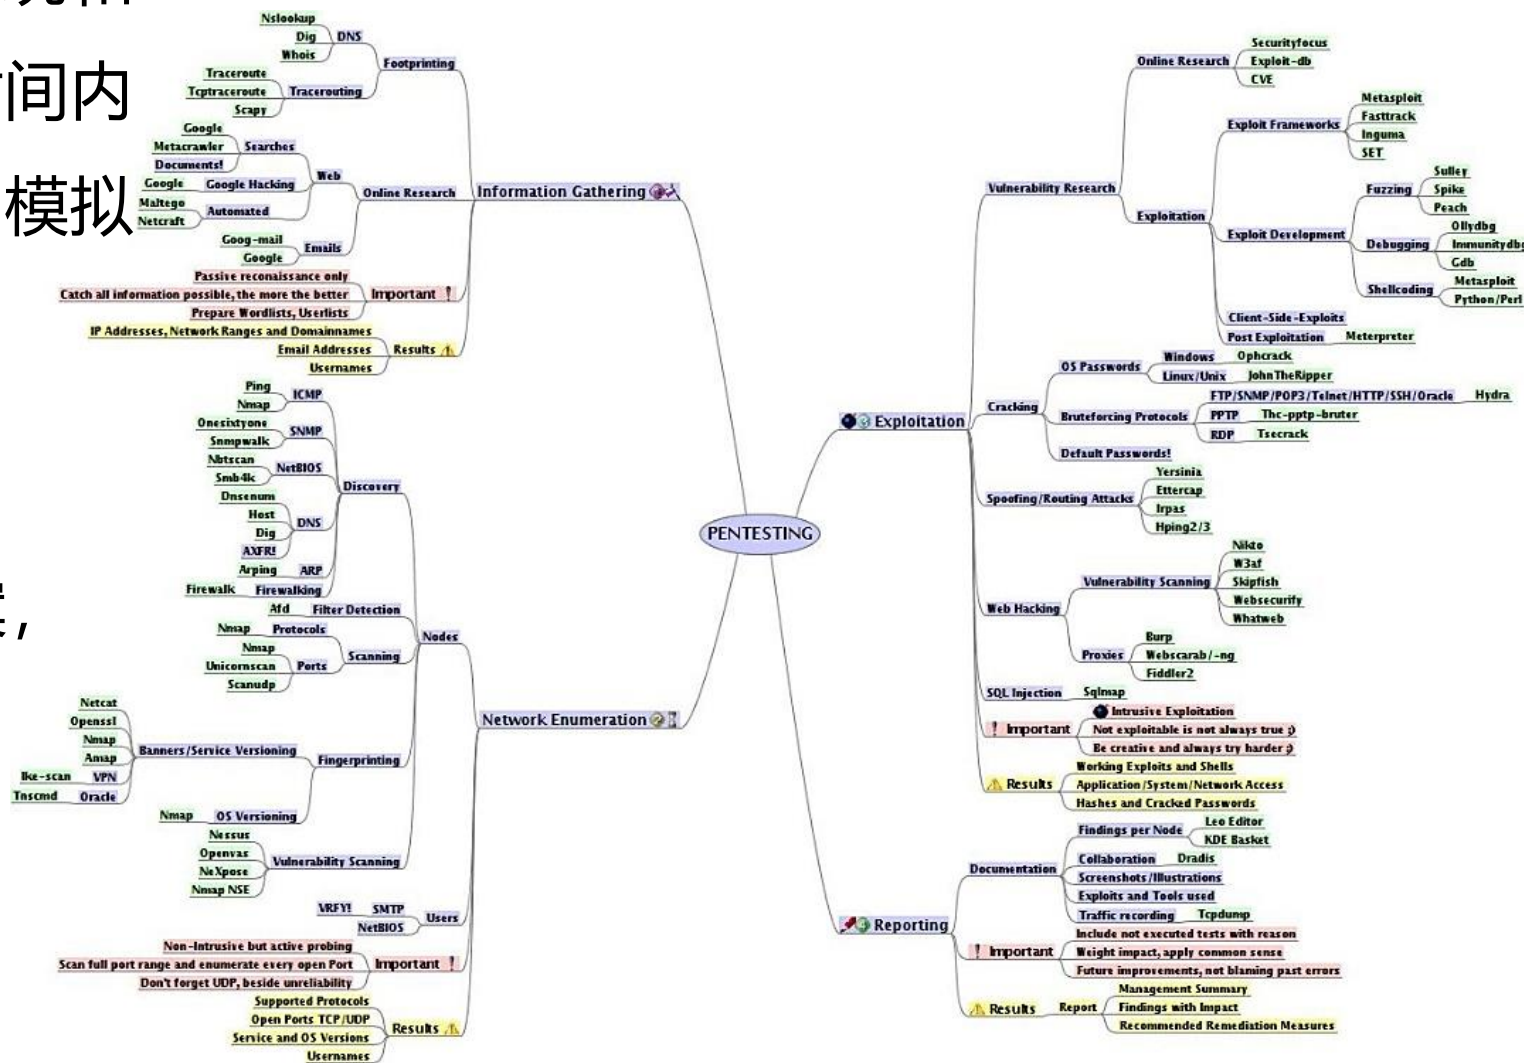 间内
模拟
，
Nslookup
Dig
DNS
Whois
Footprinting
Traceroute
Tcptraceroute
Tracerouting
Scapy
Google
Metacrawler
Searches
Documents!
Web
Google
Google Hacking
Online Research
Information Gathering
Maltego
Automated
Netcraft
Goog-mail
Emails
Google
Passive reconaissance only
Catch all information possible, the more the better
Important !
Prepare Wordlists, Userlists
IP Addresses, Network Ranges and Domainnames
Email Addresses
Results
Usernames
Ping
ICMP
Nmap
Onesixtyone
SNMP
Snmpwalk
Nbtscan
NetBIOS
Smb4k
Discovery
Dnsenum
Host
DNS
Dig
AXFR!
Arping
ARP
Firewalk
Firewalking
Afd
Filter Detection
Nmap
Protocols
Nodes
Nmap
Scanning
Unicornscan
Ports
Scanudp
Netcat
Openssl
Network Enumeration
Nmap
Banners/Service Versioning
Amap
Fingerprinting
Ike-scan
VPN
Tnscmd
Oracle
Nmap
OS Versioning
Nessus
Openvas
Vulnerability Scanning
NeXpose
Nmap NSE
VRFY!
SMTP
Users
NetBIOS
Non-Intrusive but active probing
Scan full port range and enumerate every open Port
Important !
Don't forget UDP, beside unreliability
Supported Protocols
Open Ports TCP/UDP
Results
Service and OS Versions
Usernames
PENTESTING
Securityfocus
Online Research
Exploit-db
CVE
Metasploit
Exploit Frameworks
Fasttrack
Inguma
SET
Vulnerability Research
Sulley
Fuzzing
Spike
Peach
Exploitation
Exploit Development
Ollydbg
Debugging
Immunitydbg
Gdb
Shellcoding
Metasploit
Python/Perl
Client-Side-Exploits
Post Exploitation
Meterpreter
Windows
Ophcrack
OS Passwords
Linux/Unix
JohnTheRipper
Cracking
FTP/SNMP/POP3/Telnet/HTTP/SSH/Oracle
Hydra
Bruteforcing Protocols
PPTP
Thc-pptp-bruter
Exploitation
RDP
Tsecrack
Default Passwords!
Yersinia
Spoofing/Routing Attacks
Ettercap
Irpas
Hping2/3
Nikto
W3af
Vulnerability Scanning
Skipfish
Websecurify
Web Hacking
Whatweb
Burp
Proxies
Webscarab/-ng
Fiddler2
SQL Injection
Sqlmap
Intrusive Exploitation
! Important
Not exploitable is not always true ;)
Be creative and always try harder ;)
Working Exploits and Shells
Results
Application/System/Network Access
Hashes and Cracked Passwords
Leo Editor
Findings per Node
KDE Basket
Documentation
Collaboration
Dradis
Screenshots/Illustrations
Exploits and Tools used
Traffic recording
Tcpdump
Reporting
Include not executed tests with reason
! Important
Weight impact, apply common sense
Future improvements, not blaming past errors
Management Summary
Results
Report
Findings with Impact
Recommended Remediation Measures